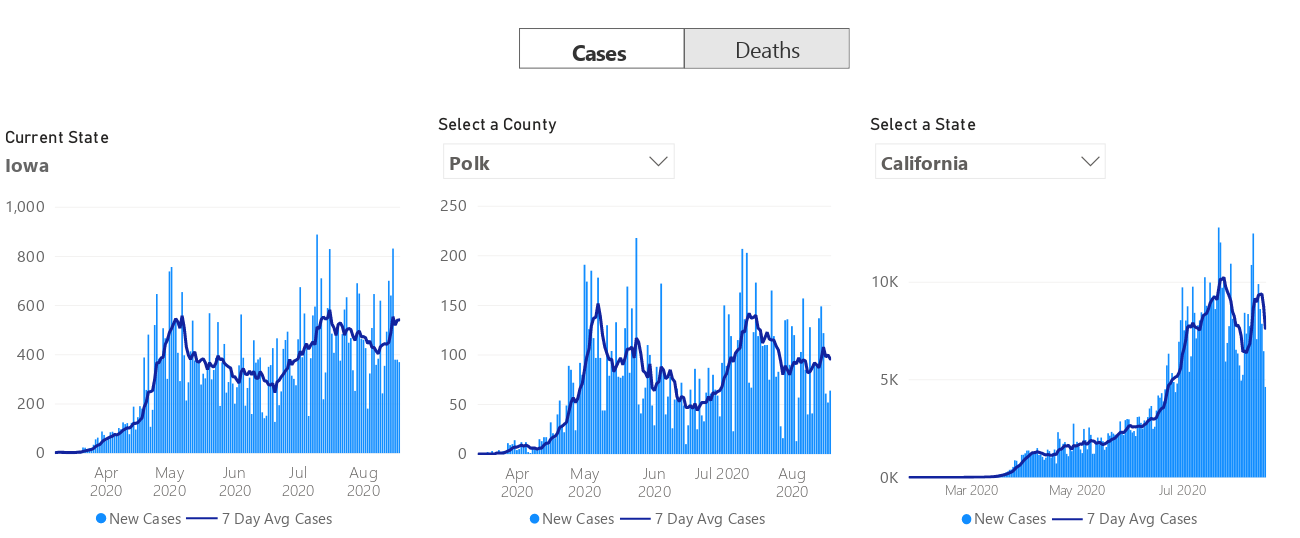 Cases
Deaths
Current State
Iowa
1,000
800
600
400
200
0
Apr
2020
May
2020
Jun
2020
Jul
2020
Aug
2020
New Cases
7 Day Avg Cases
Select a County
Polk
250
200
150
100
50
0
Apr
2020
May
2020
Jun
2020
Jul 2020
Aug
2020
New Cases
7 Day Avg Cases
Select a State
California
10K
5K
0K
Mar 2020
May 2020
Jul 2020
New Cases
7 Day Avg Cases